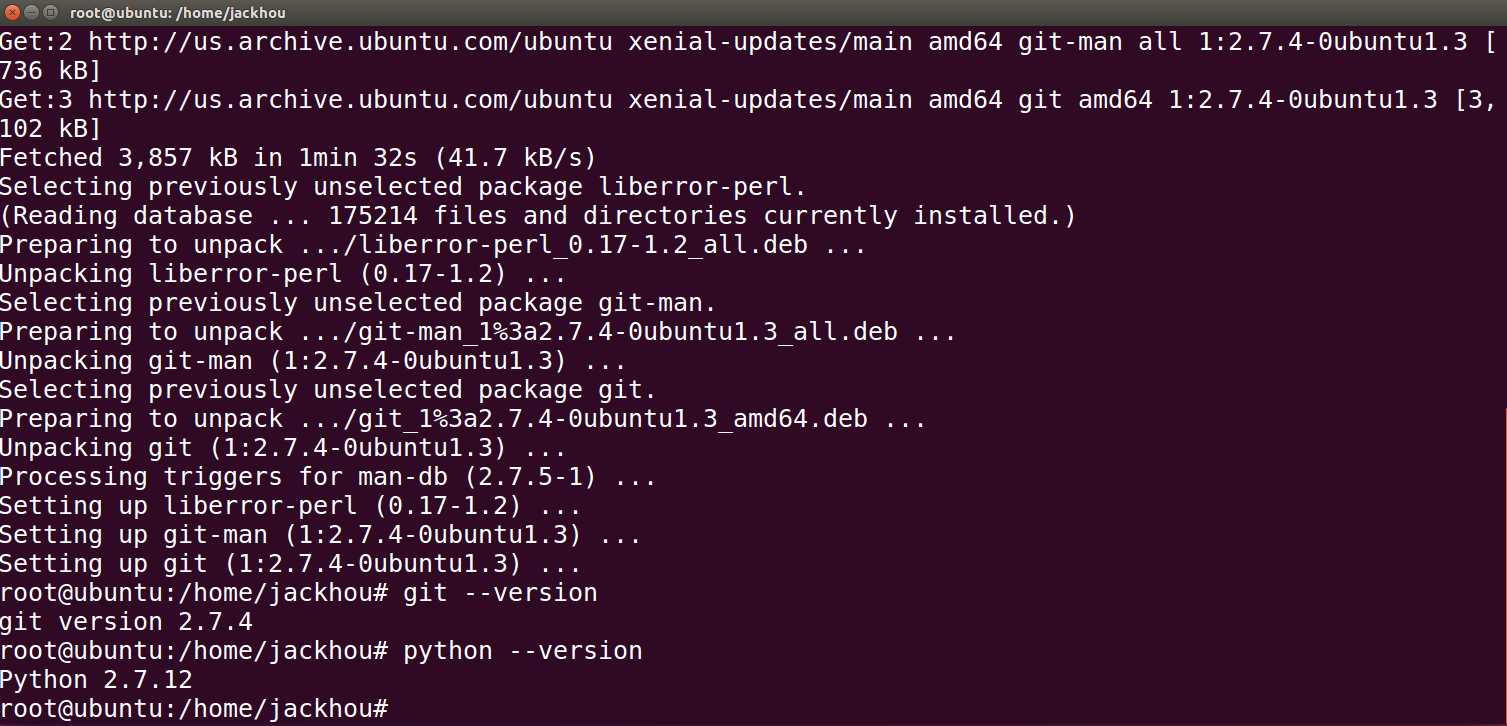 root@ubuntu: /home/jackhou
Get:2 http://us.archive.ubuntu.com/ubuntu xenial-updates/main amd64 git-man all 1:2.7.4-0ubuntu1.3 [
736 kB]
Get:3 http://us.archive.ubuntu.com/ubuntu xenial-updates/main amd64 git amd64 1:2.7.4-0ubuntu1.3 [3,
102 kB]
Fetched 3,857 kB in 1min 32s (41.7 kB/s)
Selecting previously unselected package liberror-perl.
(Reading database ... 175214 files and directories currently installed.)
Preparing to unpack .../liberror-perl_0.17-1.2_all.deb ...
Unpacking liberror-perl (0.17-1.2) ...
Selecting previously unselected package git-man.
Preparing to unpack .../git-man_1%3a2.7.4-0ubuntu1.3_all.deb ...
Unpacking git-man (1:2.7.4-0ubuntu1.3) ...
Selecting previously unselected package git.
Preparing to unpack .../git_1%3a2.7.4-0ubuntu1.3_amd64.deb ...
Unpacking git (1:2.7.4-0ubuntu1.3) ...
Processing triggers for man-db (2.7.5-1) ...
Setting up liberror-perl (0.17-1.2) ...
Setting up git-man (1:2.7.4-0ubuntu1.3) ...
Setting up git (1:2.7.4-0ubuntu1.3) ...
root@ubuntu:/home/jackhou# git --version
git version 2.7.4
root@ubuntu:/home/jackhou# python --version
Python 2.7.12
root@ubuntu:/home/jackhou#